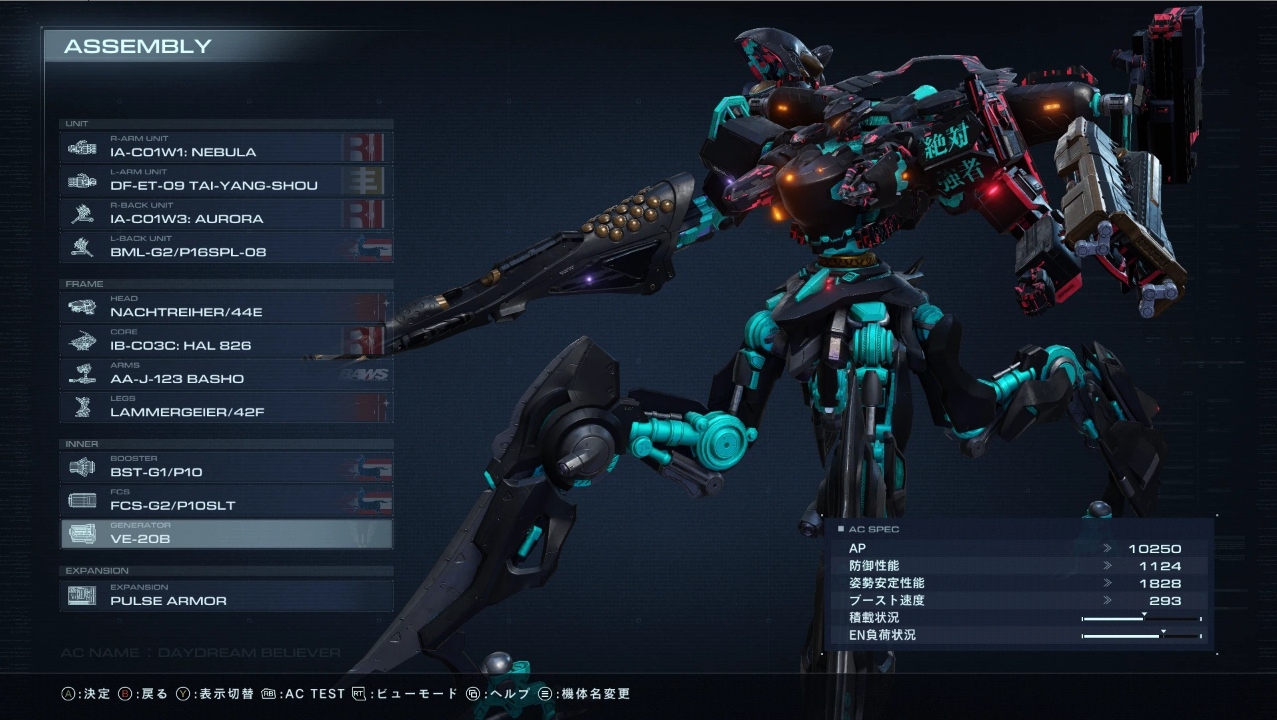 ASSEMBLY
UNIT
R-ARM UNIT
IA-C01W1: NEBULA
L-ARM UNIT
DF-ET-09 TAI-YANG-SHOU
R-BACK UNIT
IA-C01W3: AURORA
L-BACK UNIT
BML-G2/P16SPL-08
FRAME
HEAD
NACHTREIHER/44E
CORE
IB-C03C: HAL 826
ARMS
AA-J-123 BASHO
BAWS
LEGS
LAMMERGEIER/42F
INNER
BOOSTER
BST-G1/P10
FCS
FCS-G2/P10SLT
GENERATOR
VE-20B
EXPANSION
EXPANSION
PULSE ARMOR
AC NAME : DAYDREAM BELIEVER
絶対
強者
AC SPEC
AP 10250
防御性能 1124
姿勢安定性能 1828
ブースト速度 293
積載状況
EN負荷状況
A:決定 B:戻る Y:表示切替 RB:AC TEST RT:ビューモード :ヘルプ :機体名変更